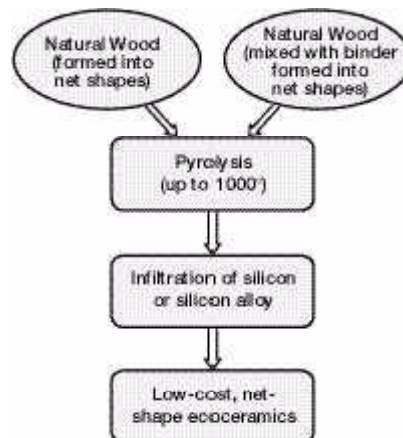 Natural Wood
(formed into
net shapes)
Natural Wood
(mixed with binder
formed into
net shapes)
Pyrolysis
(up to 1000°)
Infiltration of silicon
or silicon alloy
Low-cost, net-
shape ecoceramics